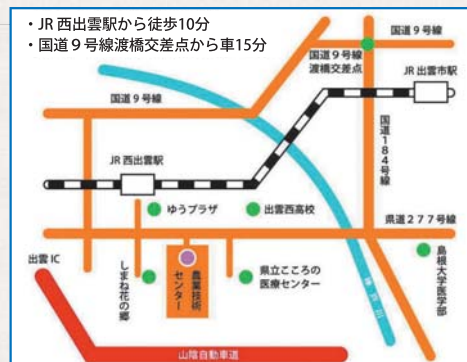 ・JR 西出雲駅から徒歩10分
・国道９号線渡橋交差点から車15分
国道９号線
国道９号線
渡橋交差点
JR 出雲市駅
国道９号線
国道１８４号線
JR 西出雲駅
ゆうプラザ
出雲西高校
県道２７７号線
出雲 IC
しまね花の郷
農業技術
センター
県立こころの
医療センター
神戸川
島根大学医学部
山陰自動車道